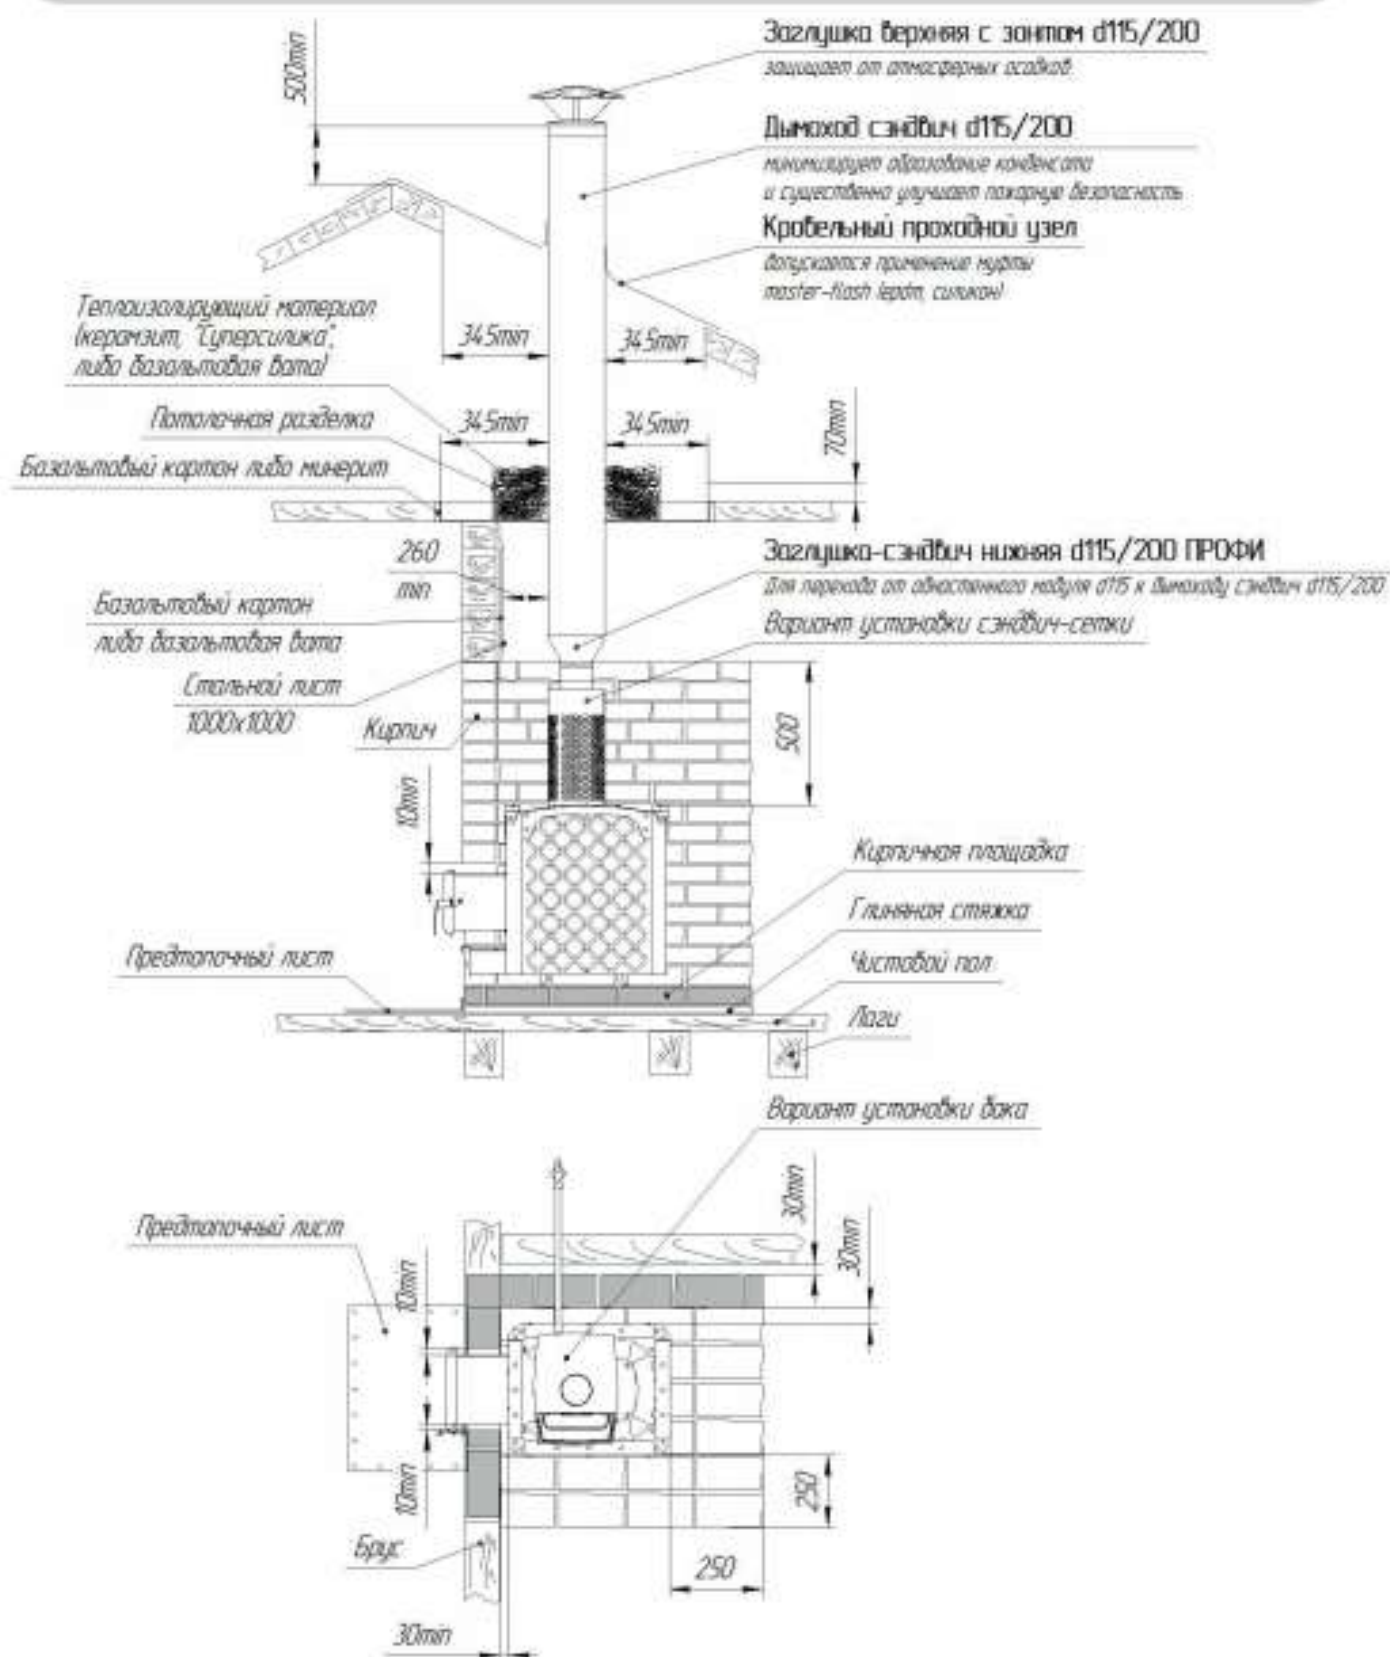 Заглушка верхняя с зонтом d115/200
защищает от атмосферных осадков
500min
Дымоход сэндвич d115/200
минимизирует образование конденсата
и существенно улучшает пожарную безопасность
Кровельный проходной узел
допускается применение муфты
master-flash (epdm, силикон)
Теплоизолирующий материал
(керамзит, "Суперсилика",
либо базальтовая вата)
345min
345min
Потолочная разделка
345min
345min
70min
Базальтовый картон либо минерит
260
min
Заглушка-сэндвич нижняя d115/200 ПРОФИ
Для перехода от одностенного модуля d115 к дымоходу сэндвич d115/200
Базальтовый картон
либо базальтовая вата
Вариант установки сэндвич-сетки
Стальной лист
1000х1000
Кирпич
500
10min
Кирпичная площадка
Глиняная стяжка
Предтопочный лист
Чистовой пол
Лаги
Вариант установки бака
Предтопочный лист
30min
30min
10min
10min
250
Брус
250
30min